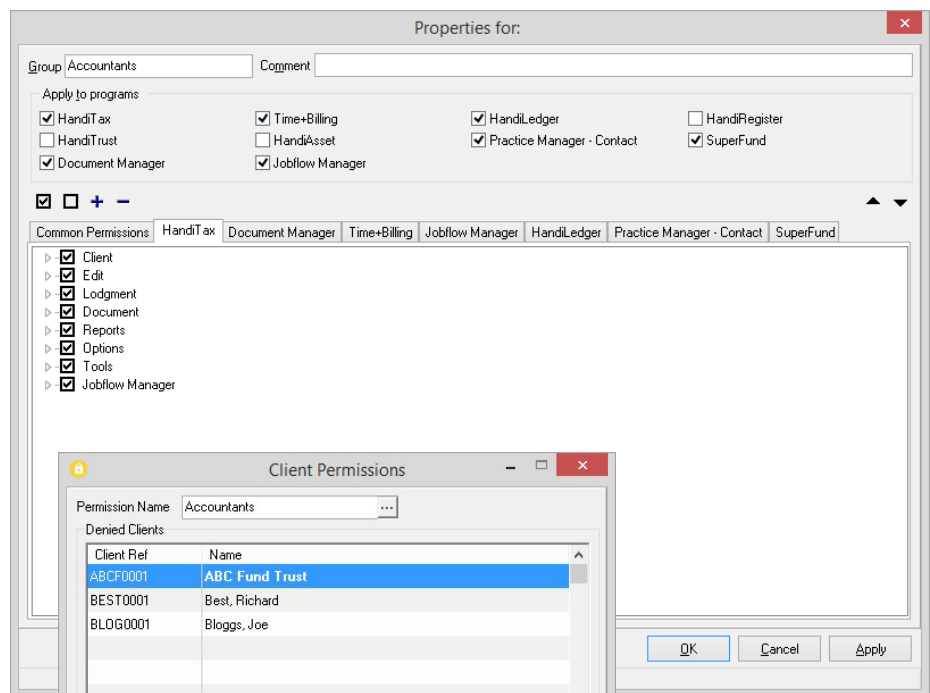 Properties for:
Group Accountants Comment
Apply to programs
HandiTax Time+Billing HandiLedger HandiRegister
HandiTrust HandiAsset Practice Manager - Contact SuperFund
Document Manager Jobflow Manager
Common Permissions HandiTax Document Manager Time+Billing Jobflow Manager HandiLedger Practice Manager - Contact SuperFund
Client
Edit
Lodgment
Document
Reports
Options
Tools
Jobflow Manager
Client Permissions
Permission Name Accountants ...
Denied Clients
Client Ref Name
ABCF0001 ABC Fund Trust
BEST0001 Best, Richard
BLOG0001 Bloggs, Joe
OK Cancel Apply